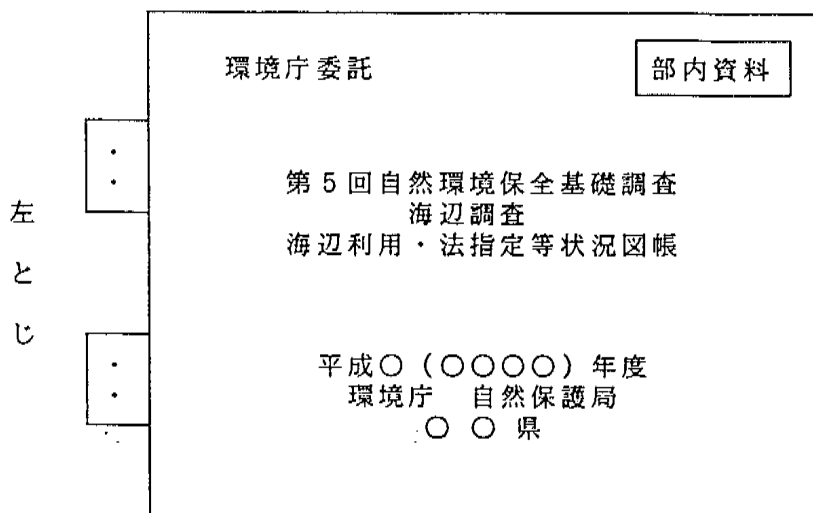 環境庁委託
部内資料
第5回自然環境保全基礎調査
海辺調査
海辺利用・法指定等状況図帳
左とじ
平成○(○○○○)年度
環境庁 自然保護局
○○県